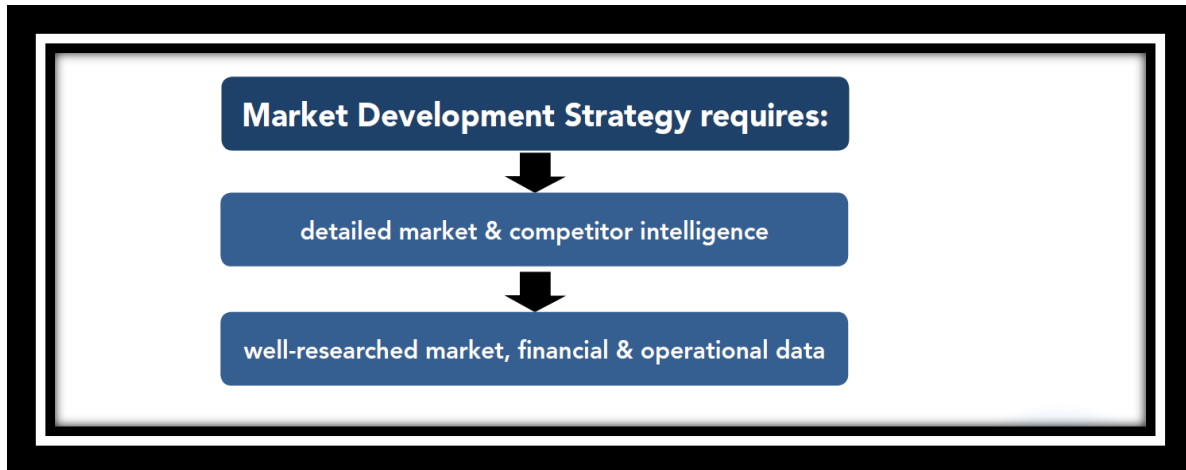 Market Development Strategy requires:
detailed market & competitor intelligence
well-researched market, financial & operational data